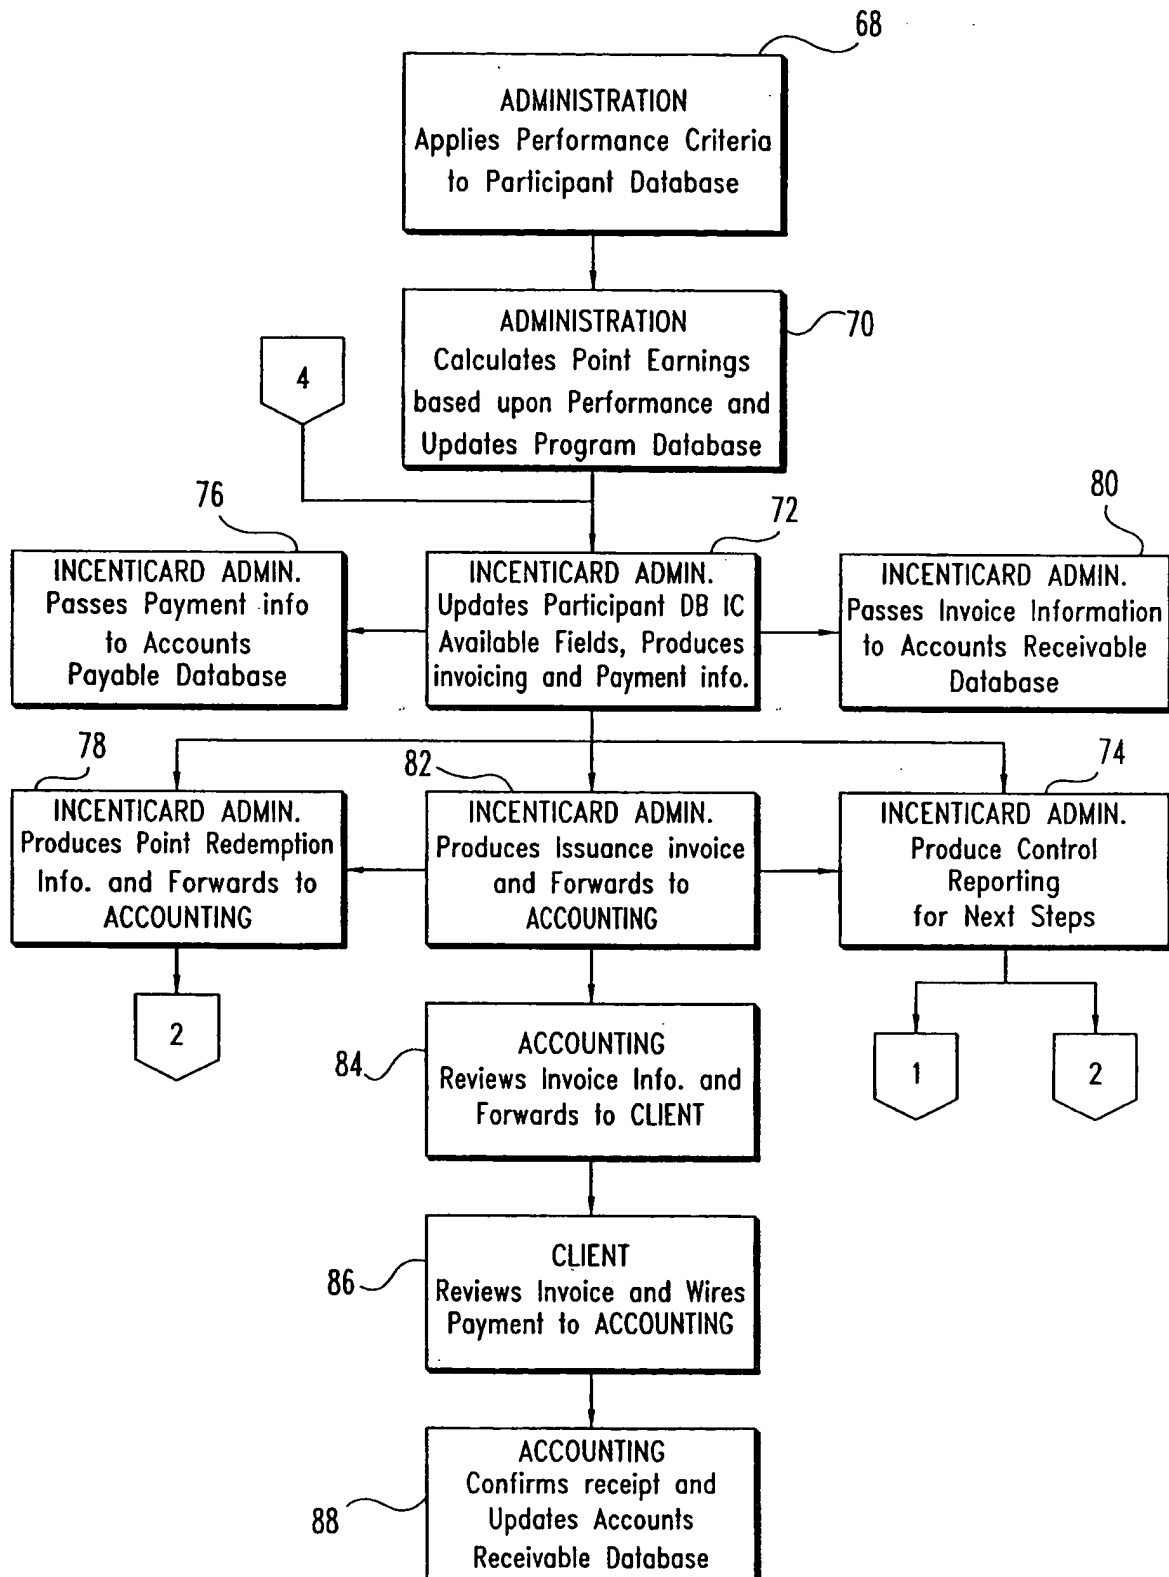 68
ADMINISTRATION
Applies Performance Criteria
to Participant Database
70
ADMINISTRATION
Calculates Point Earnings
based upon Performance and
Updates Program Database
4
76
INCENTICARD ADMIN.
Passes Payment info
to Accounts
Payable Database
72
INCENTICARD ADMIN.
Updates Participant DB IC
Available Fields, Produces
invoicing and Payment info.
80
INCENTICARD ADMIN.
Passes Invoice Information
to Accounts Receivable
Database
78
INCENTICARD ADMIN.
Produces Point Redemption
Info. and Forwards to
ACCOUNTING
82
INCENTICARD ADMIN.
Produces Issuance invoice
and Forwards to
ACCOUNTING
74
INCENTICARD ADMIN.
Produce Control
Reporting
for Next Steps
2
1
2
84
ACCOUNTING
Reviews Invoice Info. and
Forwards to CLIENT
86
CLIENT
Reviews Invoice and Wires
Payment to ACCOUNTING
88
ACCOUNTING
Confirms receipt and
Updates Accounts
Receivable Database